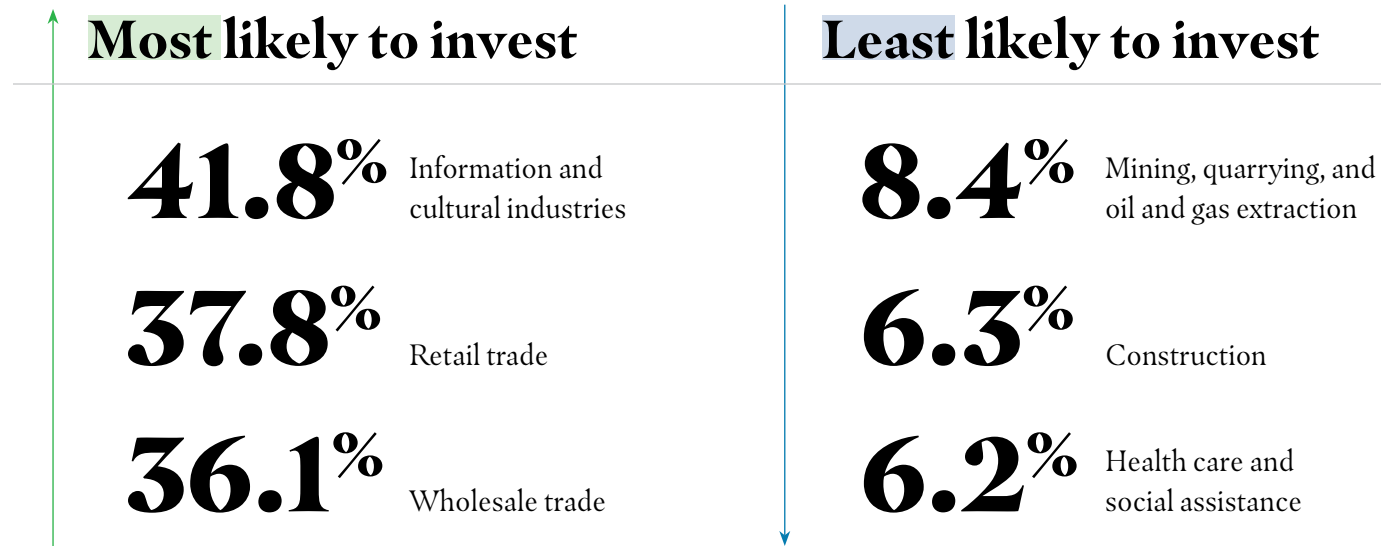 Most likely to invest
41.8% Information and
cultural industries
37.8% Retail trade
36.1% Wholesale trade
Least likely to invest
8.4% Mining, quarrying, and
oil and gas extraction
6.3% Construction
6.2% Health care and
social assistance